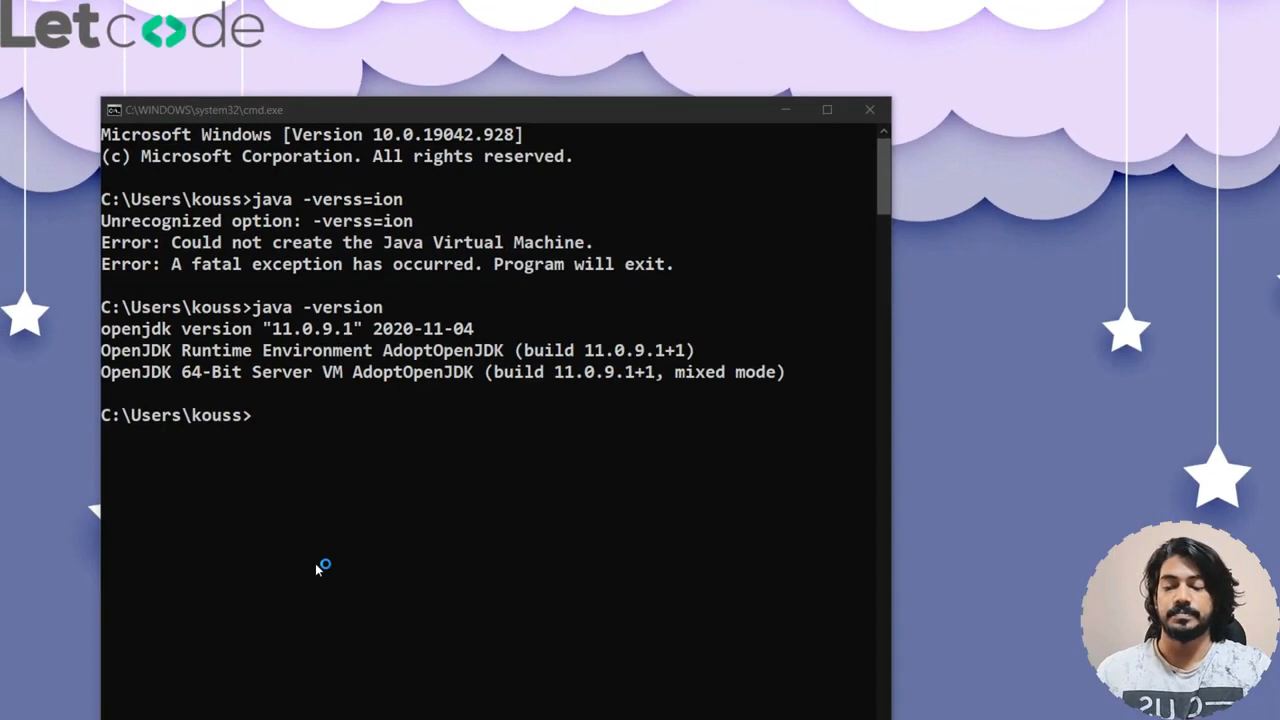 Letcode
C:\WINDOWS\system32\cmd.exe
Microsoft Windows [Version 10.0.19042.928]
(c) Microsoft Corporation. All rights reserved.
C:\Users\kouss>java -verss=ion
Unrecognized option: -verss=ion
Error: Could not create the Java Virtual Machine.
Error: A fatal exception has occurred. Program will exit.
C:\Users\kouss>java -version
openjdk version "11.0.9.1" 2020-11-04
OpenJDK Runtime Environment AdoptOpenJDK (build 11.0.9.1+1)
OpenJDK 64-Bit Server VM AdoptOpenJDK (build 11.0.9.1+1, mixed mode)
C:\Users\kouss>